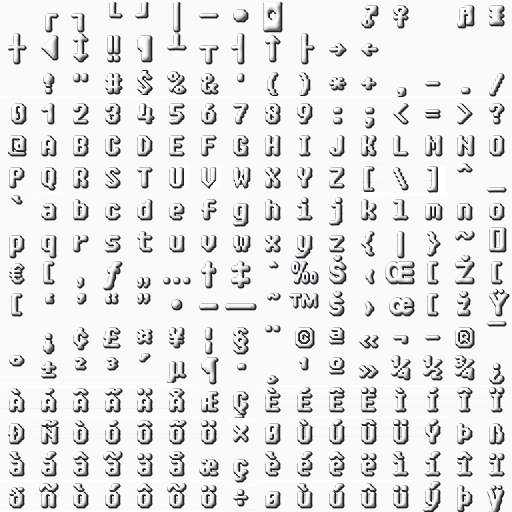 ┌ ┐ └ ┘ │ ─ • ◘ ♪ ♀
┼ ◄ ↕ ‼ ¶ ┴ ┬ ┤ ↑ ├ → ←
! " # $ % & ' ( ) * + , - . /
0 1 2 3 4 5 6 7 8 9 : ; < = > ?
@ A B C D E F G H I J K L M N O
P Q R S T U V W X Y Z [ \ ] ^ _
` a b c d e f g h i j k l m n o
p q r s t u v w x y z { | } ~ ▯
€ [ ‚ ƒ „ … † ‡ ˆ ‰ Š ‹ Œ [ Ž [
[ ‘ ’ “ ” • – — ~ ™ Š › œ [ ž Ÿ
¡ ¢ £ ¤ ¥ ¦ § ¨ © ª « ¬ - ® ¯
° ± ² ³ ´ µ ¶ · ¸ ¹ º » ¼ ½ ¾ ¿
À Á Â Ã Ä Å Æ Ç È É Ê Ë Ì Í Î Ï
Ð Ñ Ò Ó Ô Õ Ö × Ø Ù Ú Û Ü Ý Þ ß
à á â ã ä å æ ç è é ê ë ì í î ï
ð ñ ò ó ô õ ö ÷ ø ù ú û ü ý þ ÿ